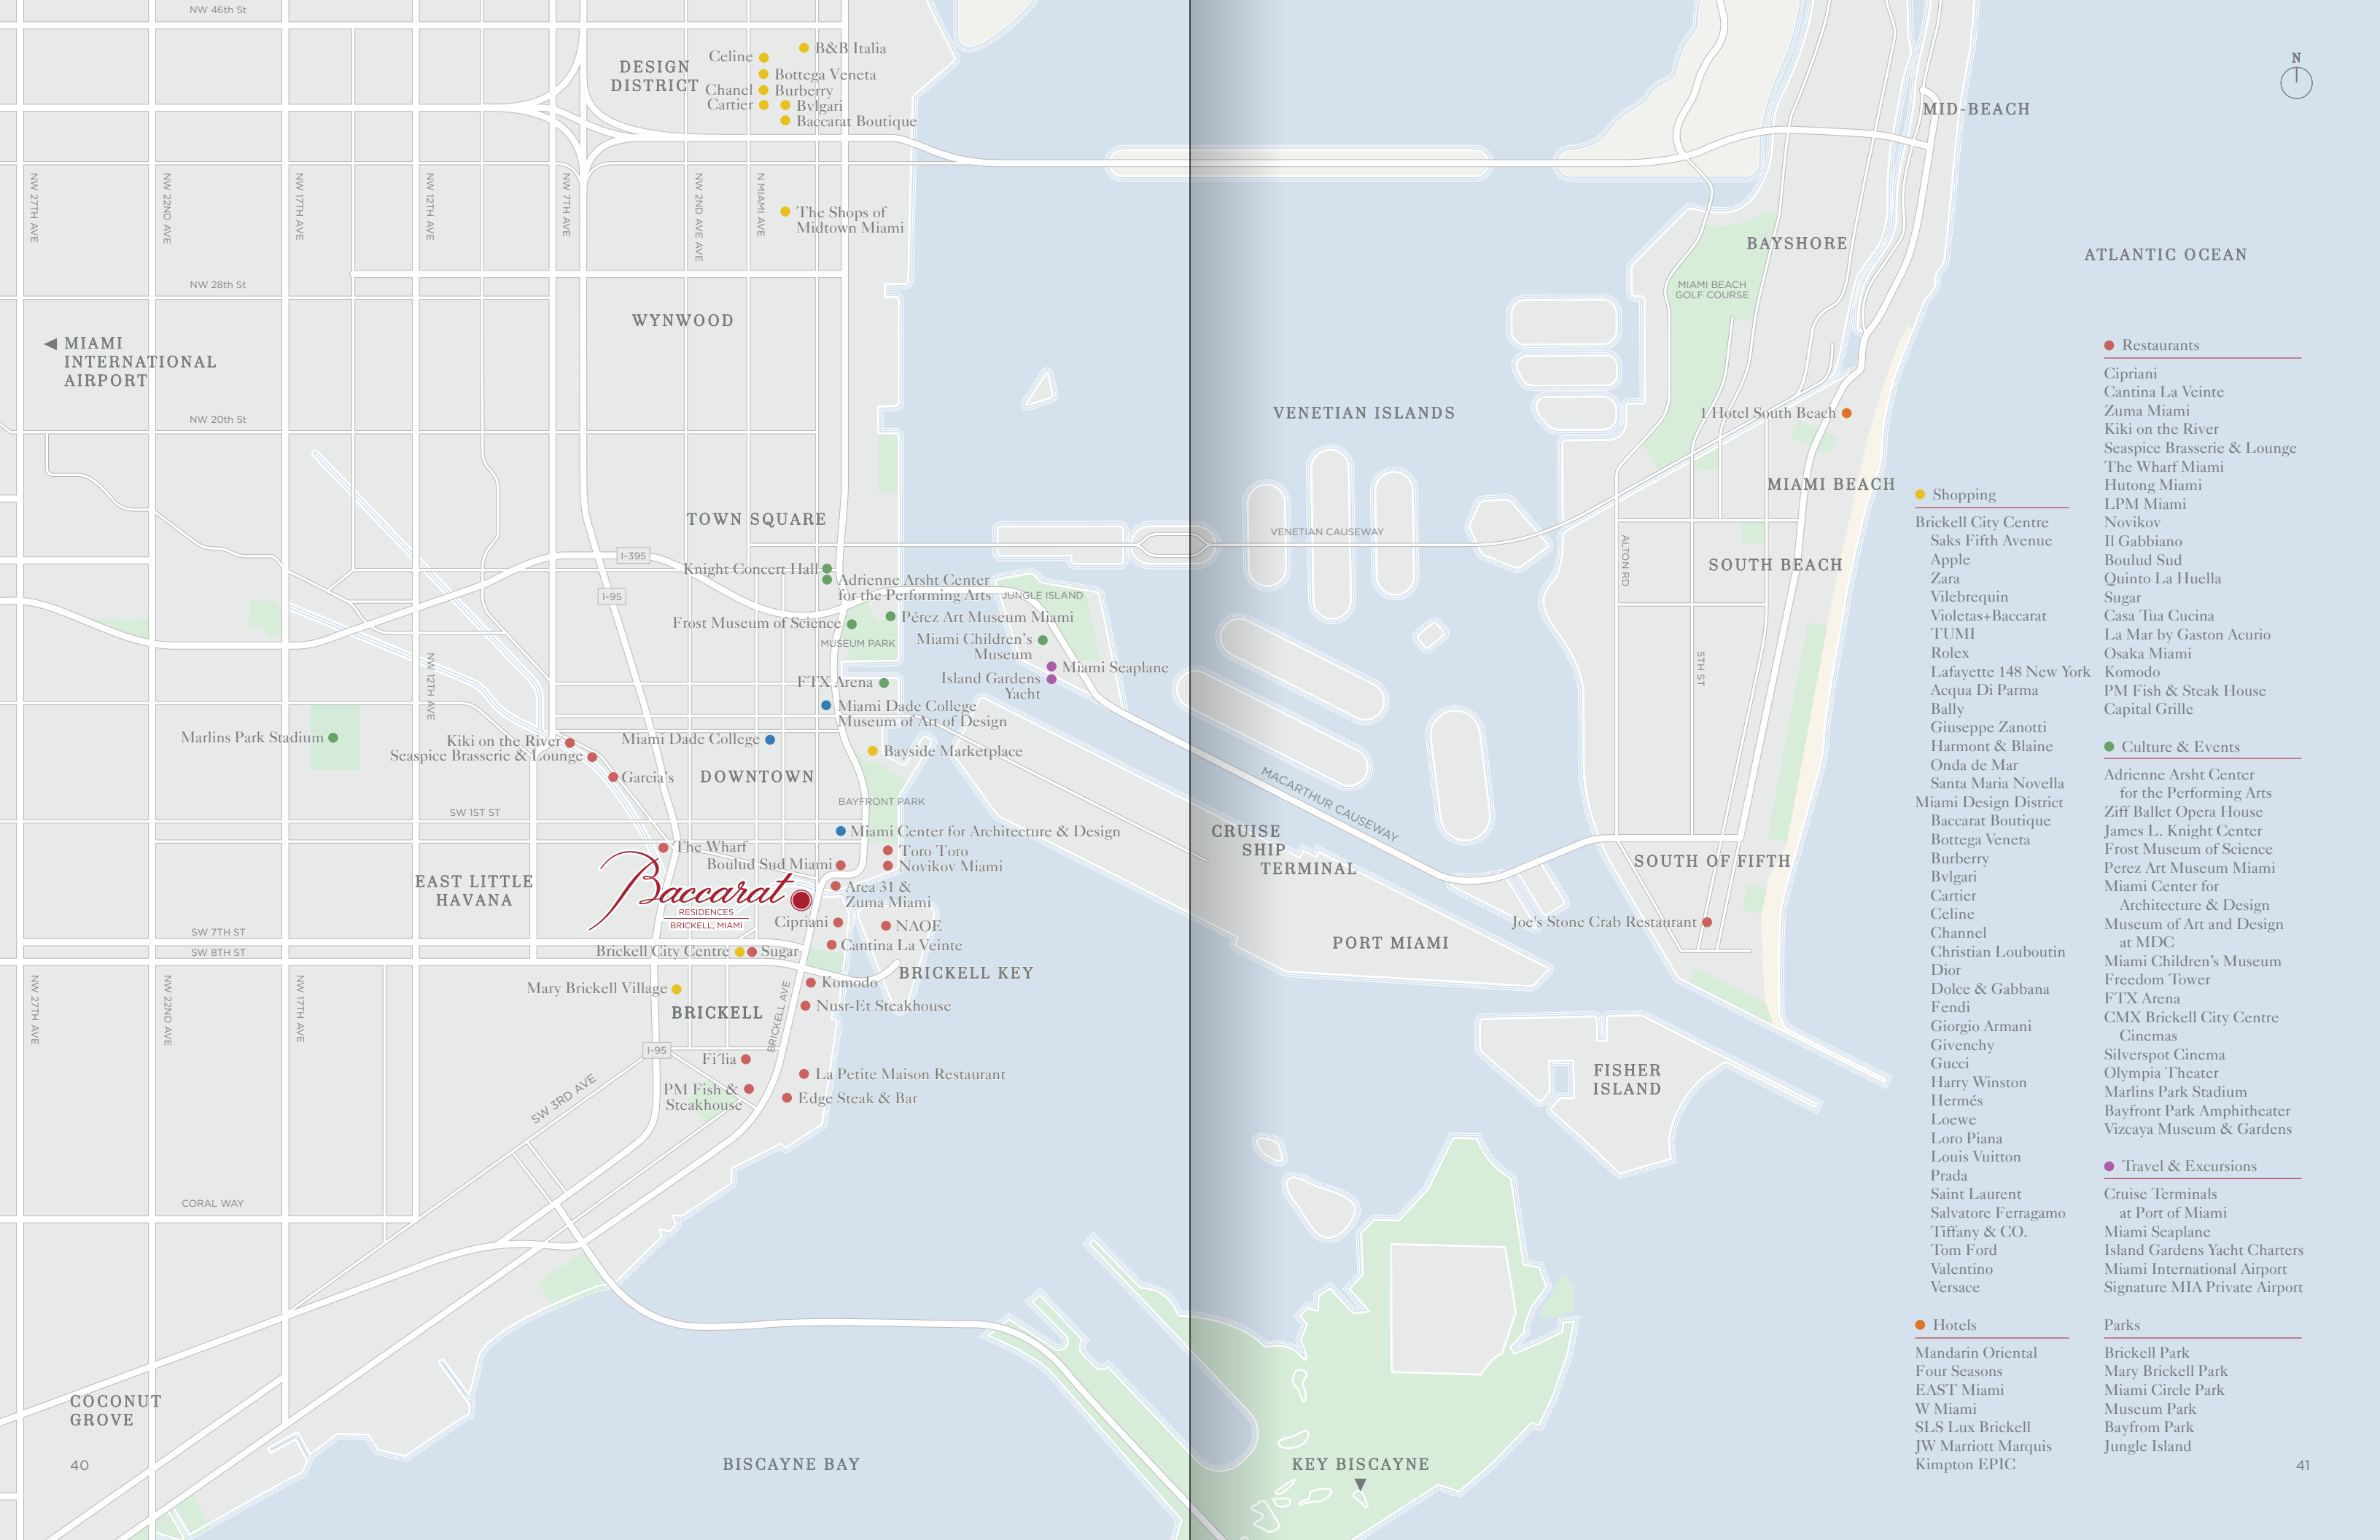 NW 46th St
DESIGN
DISTRICT
Celine
B&B Italia
Bottega Veneta
Chanel
Burberry
Cartier
Bvlgari
Baccarat Boutique
N
MID-BEACH
NW 27TH AVE
NW 22ND AVE
NW 17TH AVE
NW 12TH AVE
NW 7TH AVE
NW 2ND AVE AVE
N MIAMI AVE
The Shops of
Midtown Miami
BAYSHORE
ATLANTIC OCEAN
MIAMI BEACH
GOLF COURSE
NW 28th St
WYNWOOD
MIAMI
INTERNATIONAL
AIRPORT
NW 20th St
VENETIAN ISLANDS
1 Hotel South Beach
MIAMI BEACH
TOWN SQUARE
VENETIAN CAUSEWAY
ALTON RD
SOUTH BEACH
I-395
I-95
Knight Concert Hall
Adrienne Arsht Center
for the Performing Arts
JUNGLE ISLAND
Pérez Art Museum Miami
Frost Museum of Science
MUSEUM PARK
Miami Children's
Museum
Miami Seaplane
Island Gardens
Yacht
FTX Arena
NW 12TH AVE
5TH ST
Miami Dade College
Museum of Art of Design
Marlins Park Stadium
Kiki on the River
Seaspice Brasserie & Lounge
Garcia's
Miami Dade College
Bayside Marketplace
DOWNTOWN
BAYFRONT PARK
MACARTHUR CAUSEWAY
SW 1ST ST
Miami Center for Architecture & Design
CRUISE
SHIP
TERMINAL
The Wharf
Toro Toro
Boulud Sud Miami
Novikov Miami
SOUTH OF FIFTH
EAST LITTLE
HAVANA
Baccarat
RESIDENCES
BRICKELL, MIAMI
Area 31 &
Zuma Miami
Cipriani
NAOE
Joe's Stone Crab Restaurant
SW 7TH ST
SW 8TH ST
Cantina La Veinte
PORT MIAMI
Brickell City Centre
Sugar
BRICKELL KEY
NW 27TH AVE
NW 22ND AVE
NW 17TH AVE
Mary Brickell Village
Komodo
Nusr-Et Steakhouse
BRICKELL
BRICKELL AVE
I-95
Fi'lia
La Petite Maison Restaurant
PM Fish &
Steakhouse
Edge Steak & Bar
SW 3RD AVE
FISHER
ISLAND
CORAL WAY
COCONUT
GROVE
40
BISCAYNE BAY
KEY BISCAYNE
Shopping
Brickell City Centre
Saks Fifth Avenue
Apple
Zara
Vilebrequin
Violetas+Baccarat
TUMI
Rolex
Lafayette 148 New York
Acqua Di Parma
Bally
Giuseppe Zanotti
Harmont & Blaine
Onda de Mar
Santa Maria Novella
Miami Design District
Baccarat Boutique
Bottega Veneta
Burberry
Bvlgari
Cartier
Celine
Channel
Christian Louboutin
Dior
Dolce & Gabbana
Fendi
Giorgio Armani
Givenchy
Gucci
Harry Winston
Hermés
Loewe
Loro Piana
Louis Vuitton
Prada
Saint Laurent
Salvatore Ferragamo
Tiffany & CO.
Tom Ford
Valentino
Versace
Hotels
Mandarin Oriental
Four Seasons
EAST Miami
W Miami
SLS Lux Brickell
JW Marriott Marquis
Kimpton EPIC
Restaurants
Cipriani
Cantina La Veinte
Zuma Miami
Kiki on the River
Seaspice Brasserie & Lounge
The Wharf Miami
Hutong Miami
LPM Miami
Novikov
Il Gabbiano
Boulud Sud
Quinto La Huella
Sugar
Casa Tua Cucina
La Mar by Gaston Acurio
Osaka Miami
Komodo
PM Fish & Steak House
Capital Grille
Culture & Events
Adrienne Arsht Center
for the Performing Arts
Ziff Ballet Opera House
James L. Knight Center
Frost Museum of Science
Perez Art Museum Miami
Miami Center for
Architecture & Design
Museum of Art and Design
at MDC
Miami Children's Museum
Freedom Tower
FTX Arena
CMX Brickell City Centre
Cinemas
Silverspot Cinema
Olympia Theater
Marlins Park Stadium
Bayfront Park Amphitheater
Vizcaya Museum & Gardens
Travel & Excursions
Cruise Terminals
at Port of Miami
Miami Seaplane
Island Gardens Yacht Charters
Miami International Airport
Signature MIA Private Airport
Parks
Brickell Park
Mary Brickell Park
Miami Circle Park
Museum Park
Bayfrom Park
Jungle Island
41